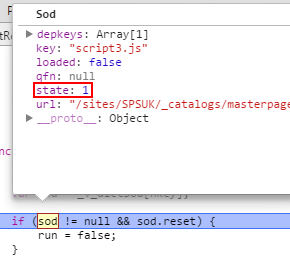 Sod
depkeys: Array[1]
key: "script3.js"
loaded: false
qfn: null
state: 1
url: "/sites/SPSUK/_catalogs/masterpage
__proto__: Object
if (sod != null && sod.reset) {
run = false;
}